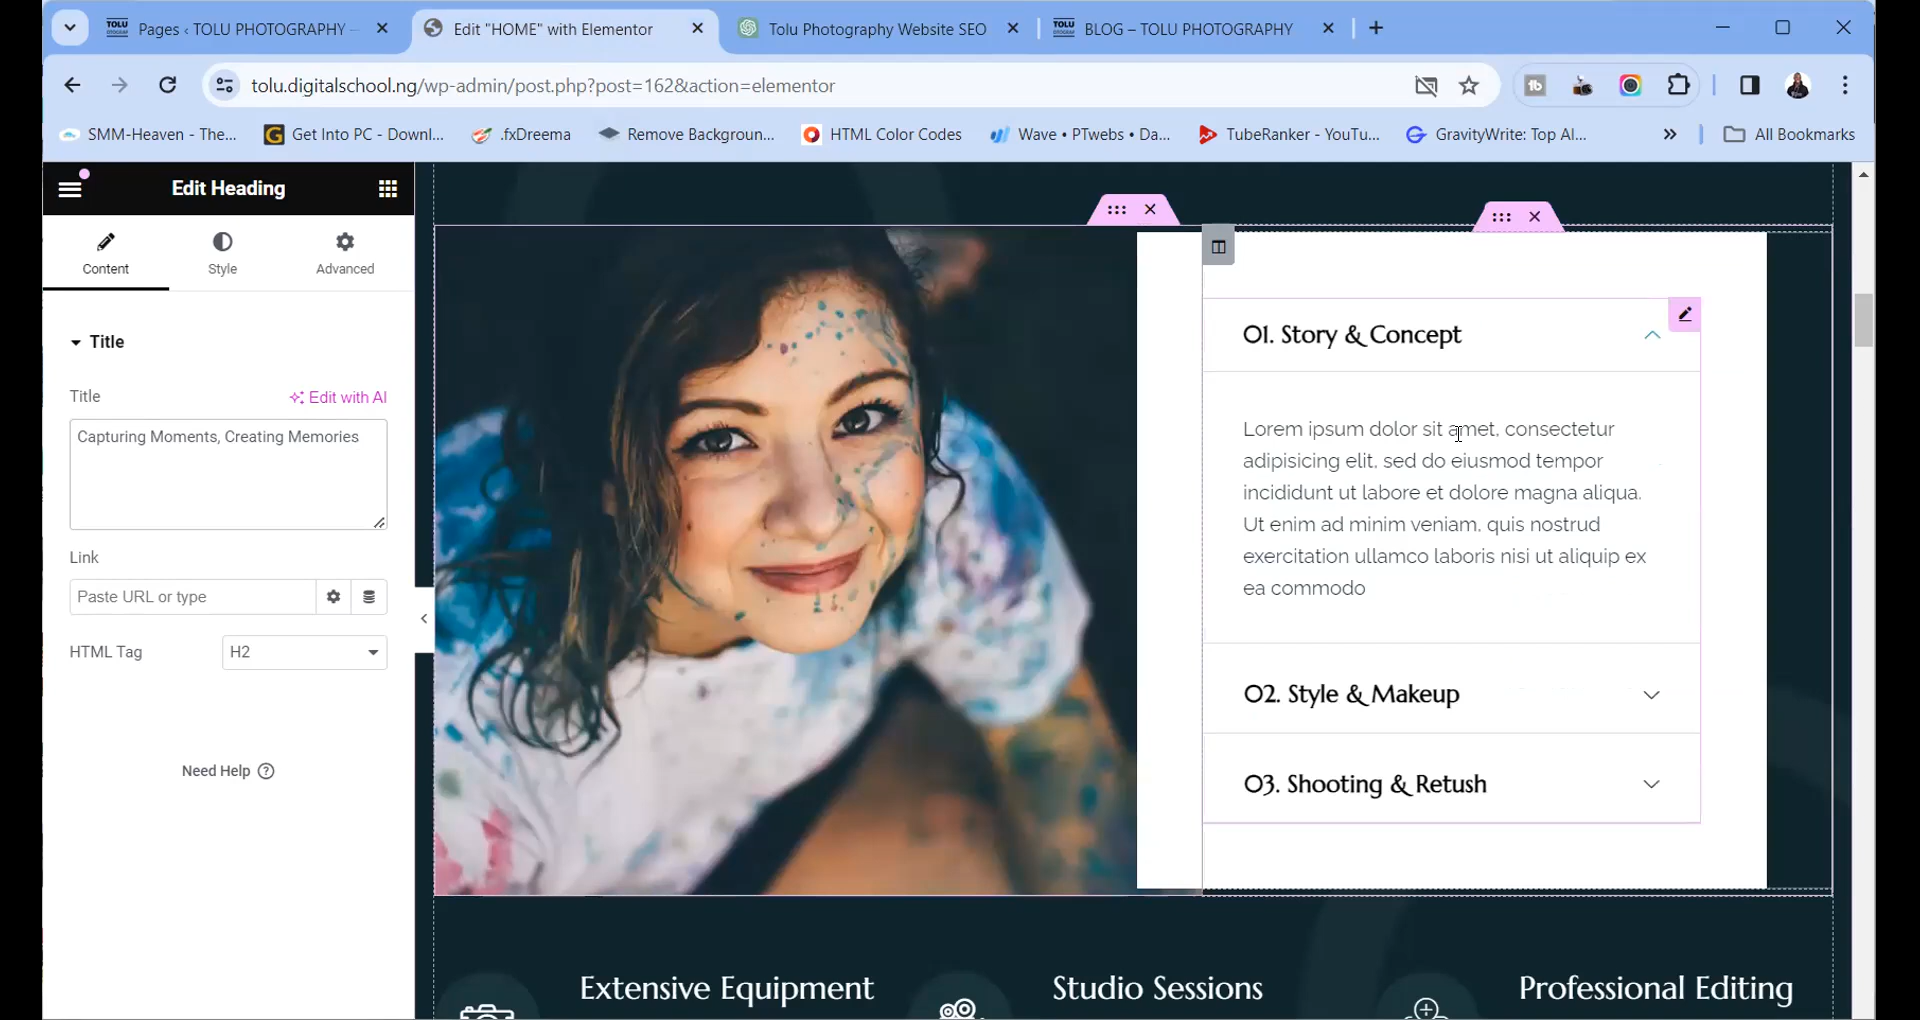 TOLU
Pages ‹ TOLU PHOTOGRAPHY —
Edit "HOME" with Elementor
Tolu Photography Website SEO
TOLU
BLOG – TOLU PHOTOGRAPHY
tolu.digitalschool.ng/wp-admin/post.php?post=162&action=elementor
tb
SMM-Heaven - The...
Get Into PC - Downl...
.fxDreema
Remove Backgroun...
HTML Color Codes
Wave • PTwebs • Da...
TubeRanker - YouTu...
GravityWrite: Top AI...
All Bookmarks
Edit Heading
Content
Style
Advanced
Title
Title
Edit with AI
Capturing Moments, Creating Memories
Link
Paste URL or type
HTML Tag
H2
Need Help
01. Story & Concept
Lorem ipsum dolor sit amet, consectetur
adipisicing elit, sed do eiusmod tempor
incididunt ut labore et dolore magna aliqua.
Ut enim ad minim veniam, quis nostrud
exercitation ullamco laboris nisi ut aliquip ex
ea commodo
02. Style & Makeup
03. Shooting & Retush
Extensive Equipment
Studio Sessions
Professional Editing